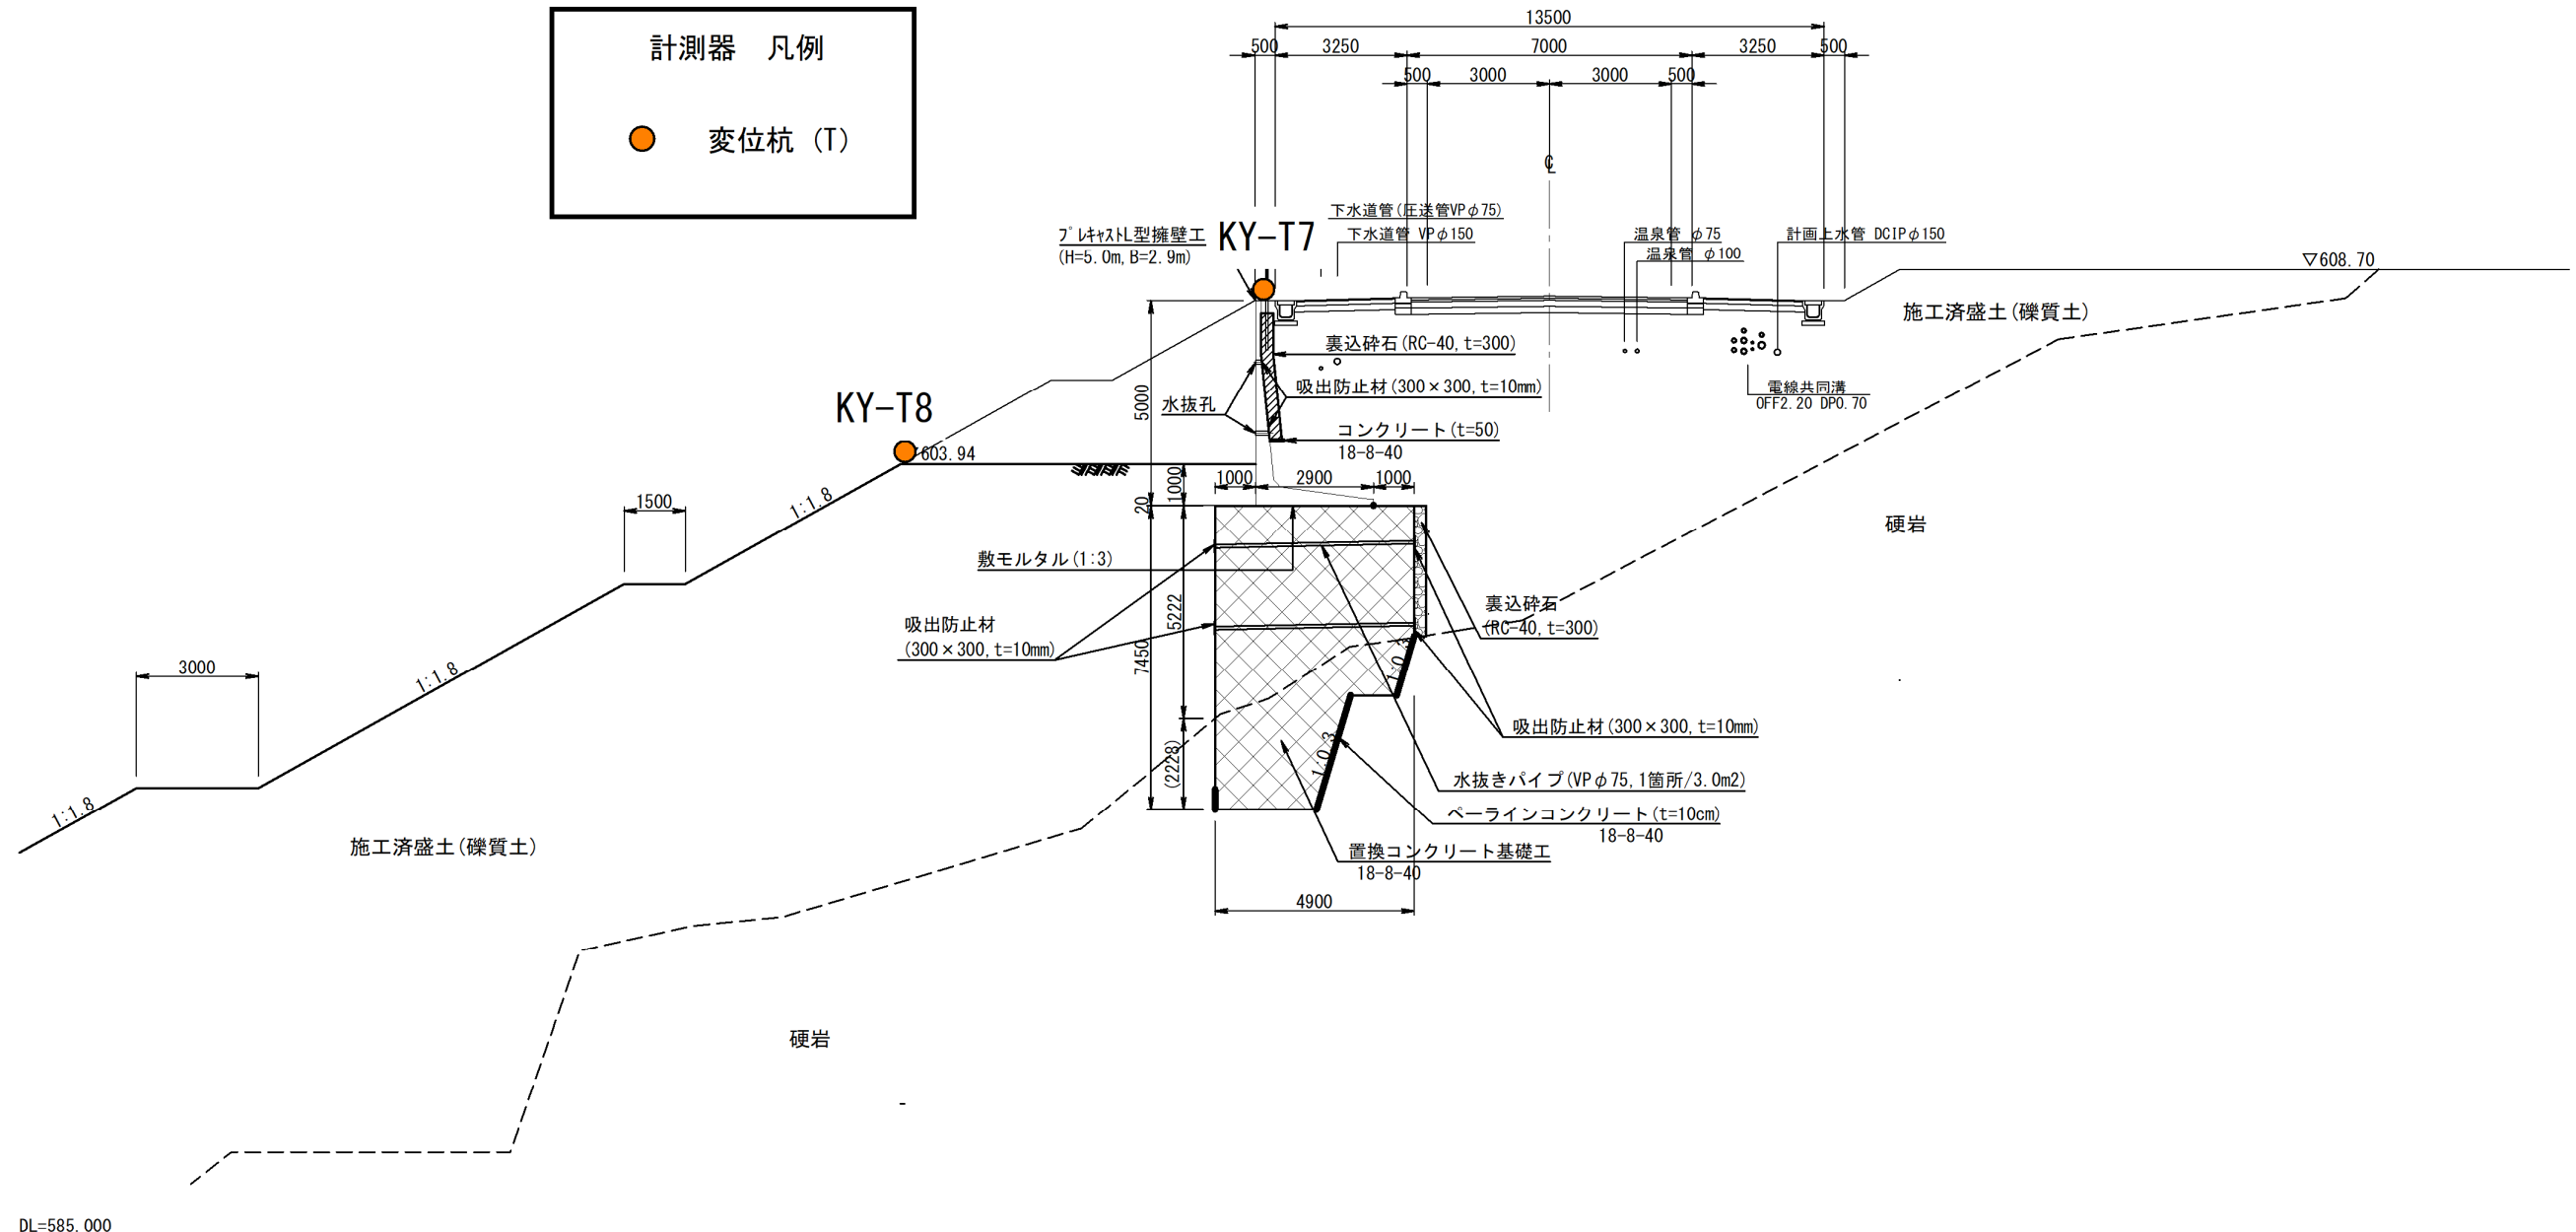 計測器 凡例
変位杭 (T)
13500
500 3250 7000 3250 500
500 3000 3000 500
℄
下水道管(圧送管VPφ75)
下水道管 VPφ150
プレキャストL型擁壁工
(H=5.0m,B=2.9m)
KY-T7
温泉管 φ75
温泉管 φ100
計画上水管 DCIPφ150
▽608.70
施工済盛土(礫質土)
裏込砕石(RC-40,t=300)
吸出防止材(300×300,t=10mm)
水抜孔
電線共同溝
OFF2.20 DP0.70
コンクリート(t=50)
18-8-40
KY-T8
603.94
5000
1000
20
1000 2900 1000
1500
1:1.8
硬岩
敷モルタル(1:3)
吸出防止材
(300×300,t=10mm)
5222
7450
(2228)
裏込砕石
(RC-40,t=300)
1:0.3
1:0.3
3000
1:1.8
1:1.8
吸出防止材(300×300,t=10mm)
水抜きパイプ(VPφ75,1箇所/3.0m2)
ペーラインコンクリート(t=10cm)
18-8-40
置換コンクリート基礎工
18-8-40
施工済盛土(礫質土)
4900
硬岩
DL=585.000